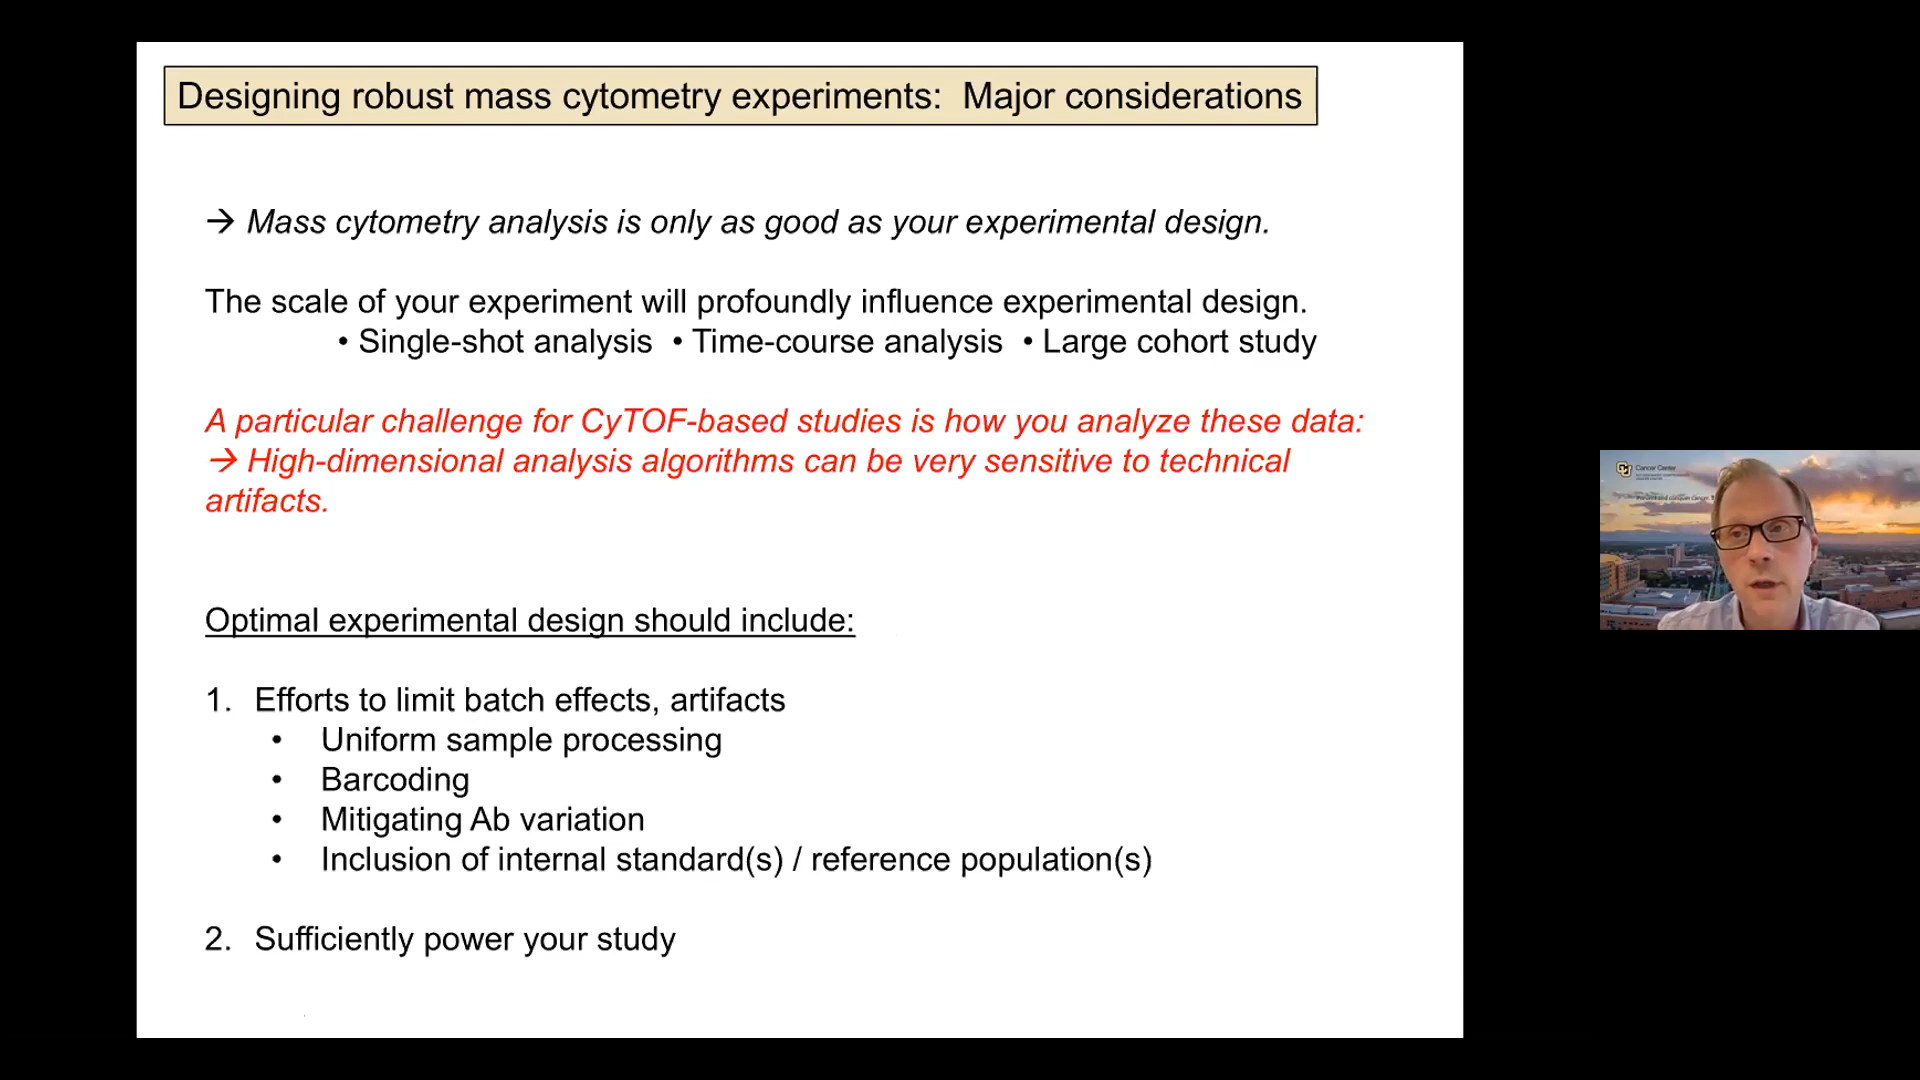 Designing robust mass cytometry experiments:  Major considerations
→ Mass cytometry analysis is only as good as your experimental design.
The scale of your experiment will profoundly influence experimental design.
• Single-shot analysis • Time-course analysis • Large cohort study
A particular challenge for CyTOF-based studies is how you analyze these data:
→ High-dimensional analysis algorithms can be very sensitive to technical
artifacts.
Optimal experimental design should include:
1. Efforts to limit batch effects, artifacts
• Uniform sample processing
• Barcoding
• Mitigating Ab variation
• Inclusion of internal standard(s) / reference population(s)
2. Sufficiently power your study
Cancer Center